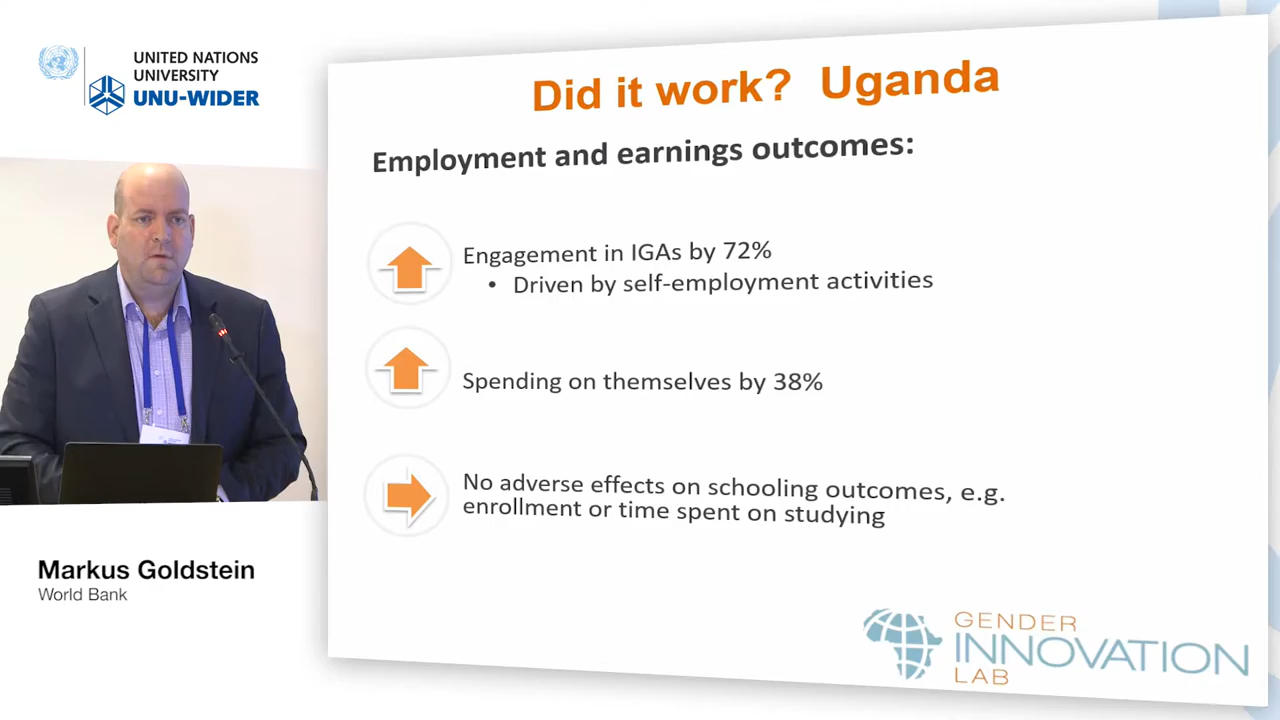 UNITED NATIONS
UNIVERSITY
UNU-WIDER
Did it work? Uganda
Employment and earnings outcomes:
Engagement in IGAs by 72%
• Driven by self-employment activities
Spending on themselves by 38%
No adverse effects on schooling outcomes, e.g.
enrollment or time spent on studying
Markus Goldstein
World Bank
GENDER
INNOVATION
LAB